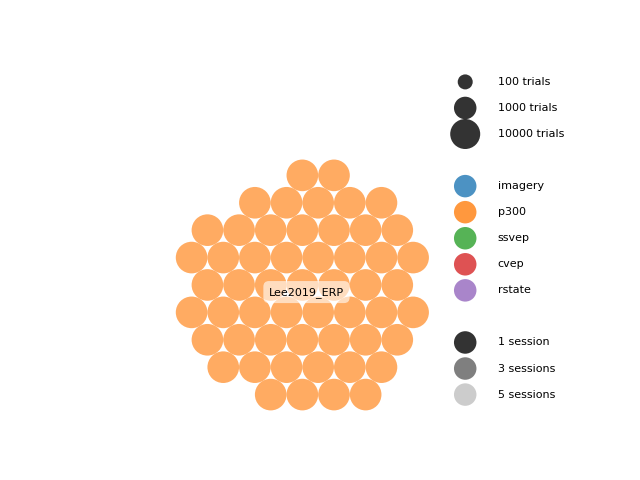 100 trials
1000 trials
10000 trials
imagery
p300
ssvep
cvep
rstate
Lee2019_ERP
1 session
3 sessions
5 sessions